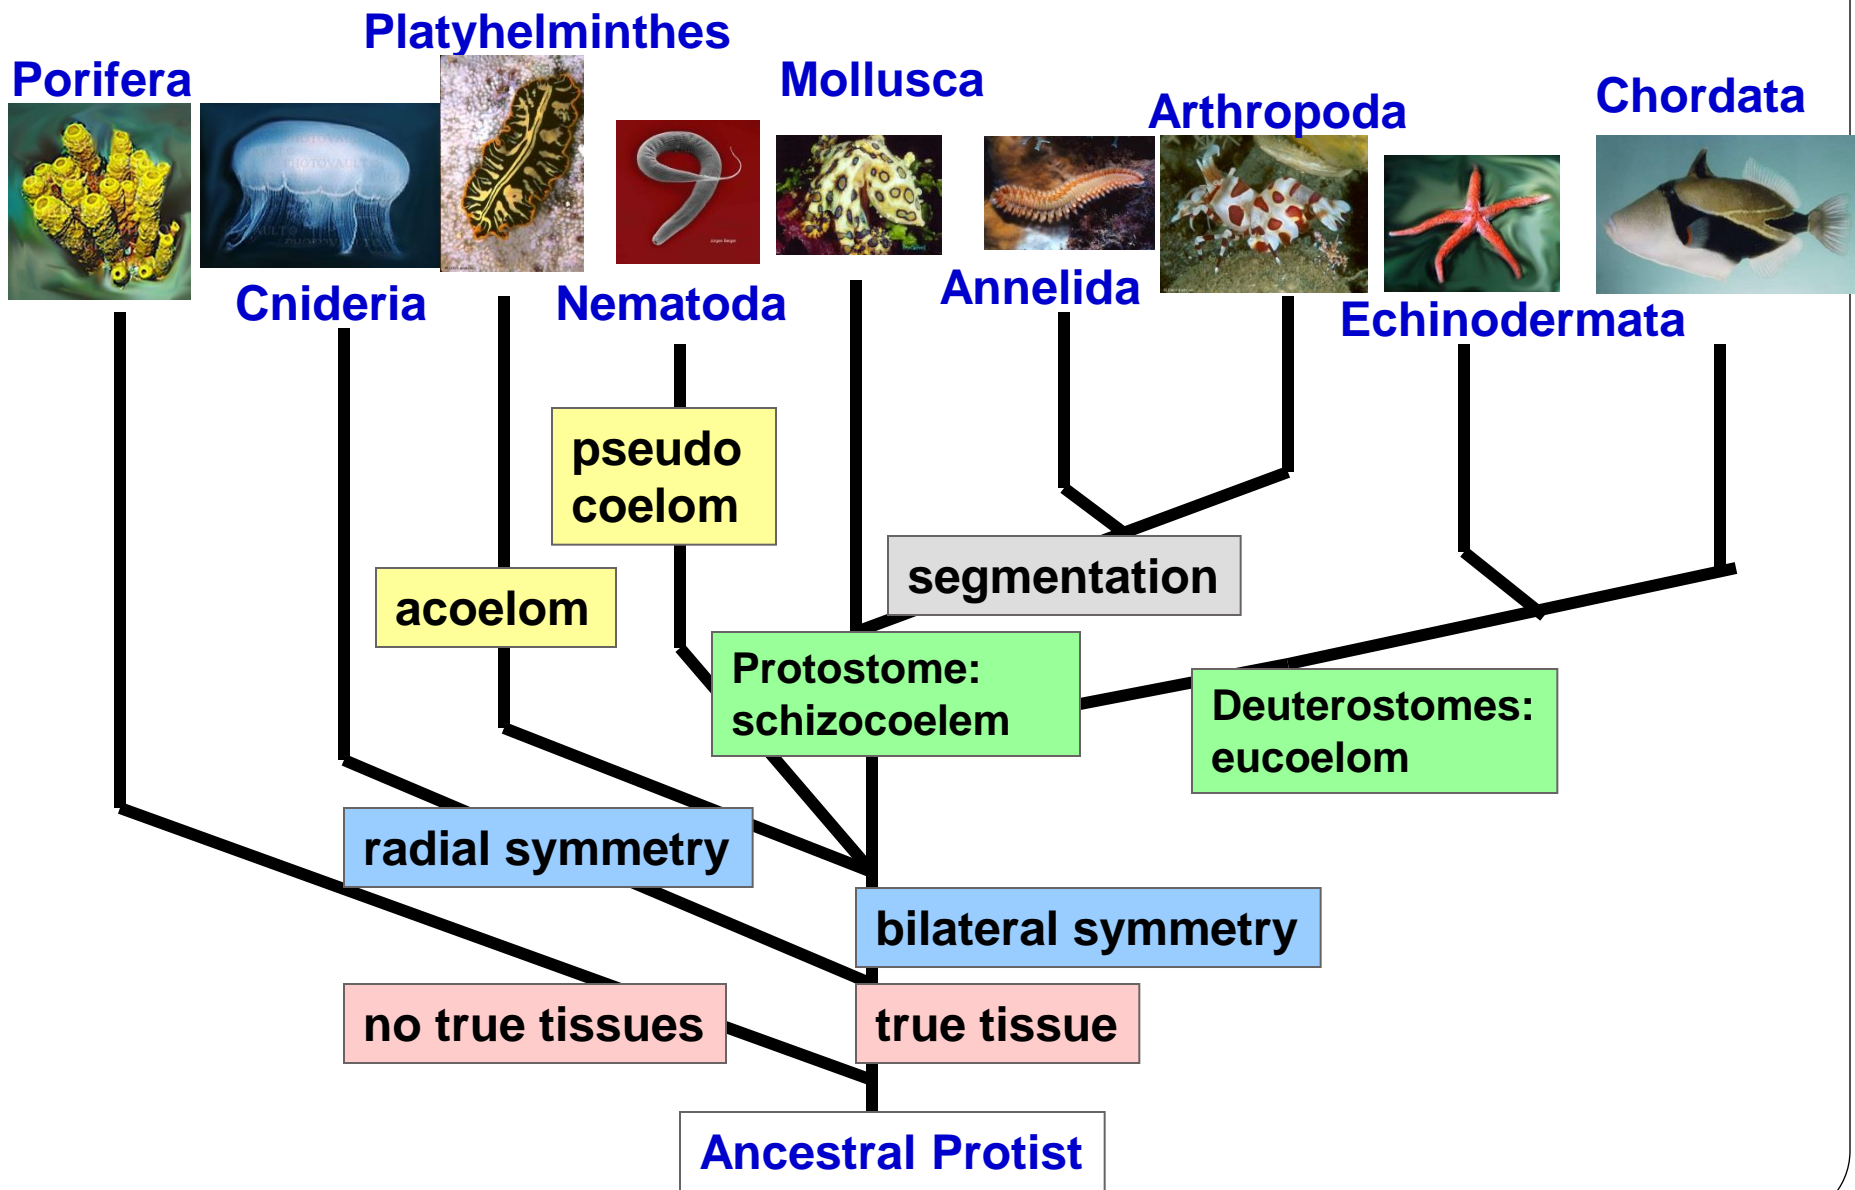 Platyhelminthes
Porifera
Mollusca
Chordata
Arthropoda
Cnideria
Nematoda
Annelida
Echinodermata
pseudo
coelom
acoelom
segmentation
Protostome:
schizocoelem
Deuterostomes:
eucoelom
radial symmetry
bilateral symmetry
no true tissues
true tissue
Ancestral Protist